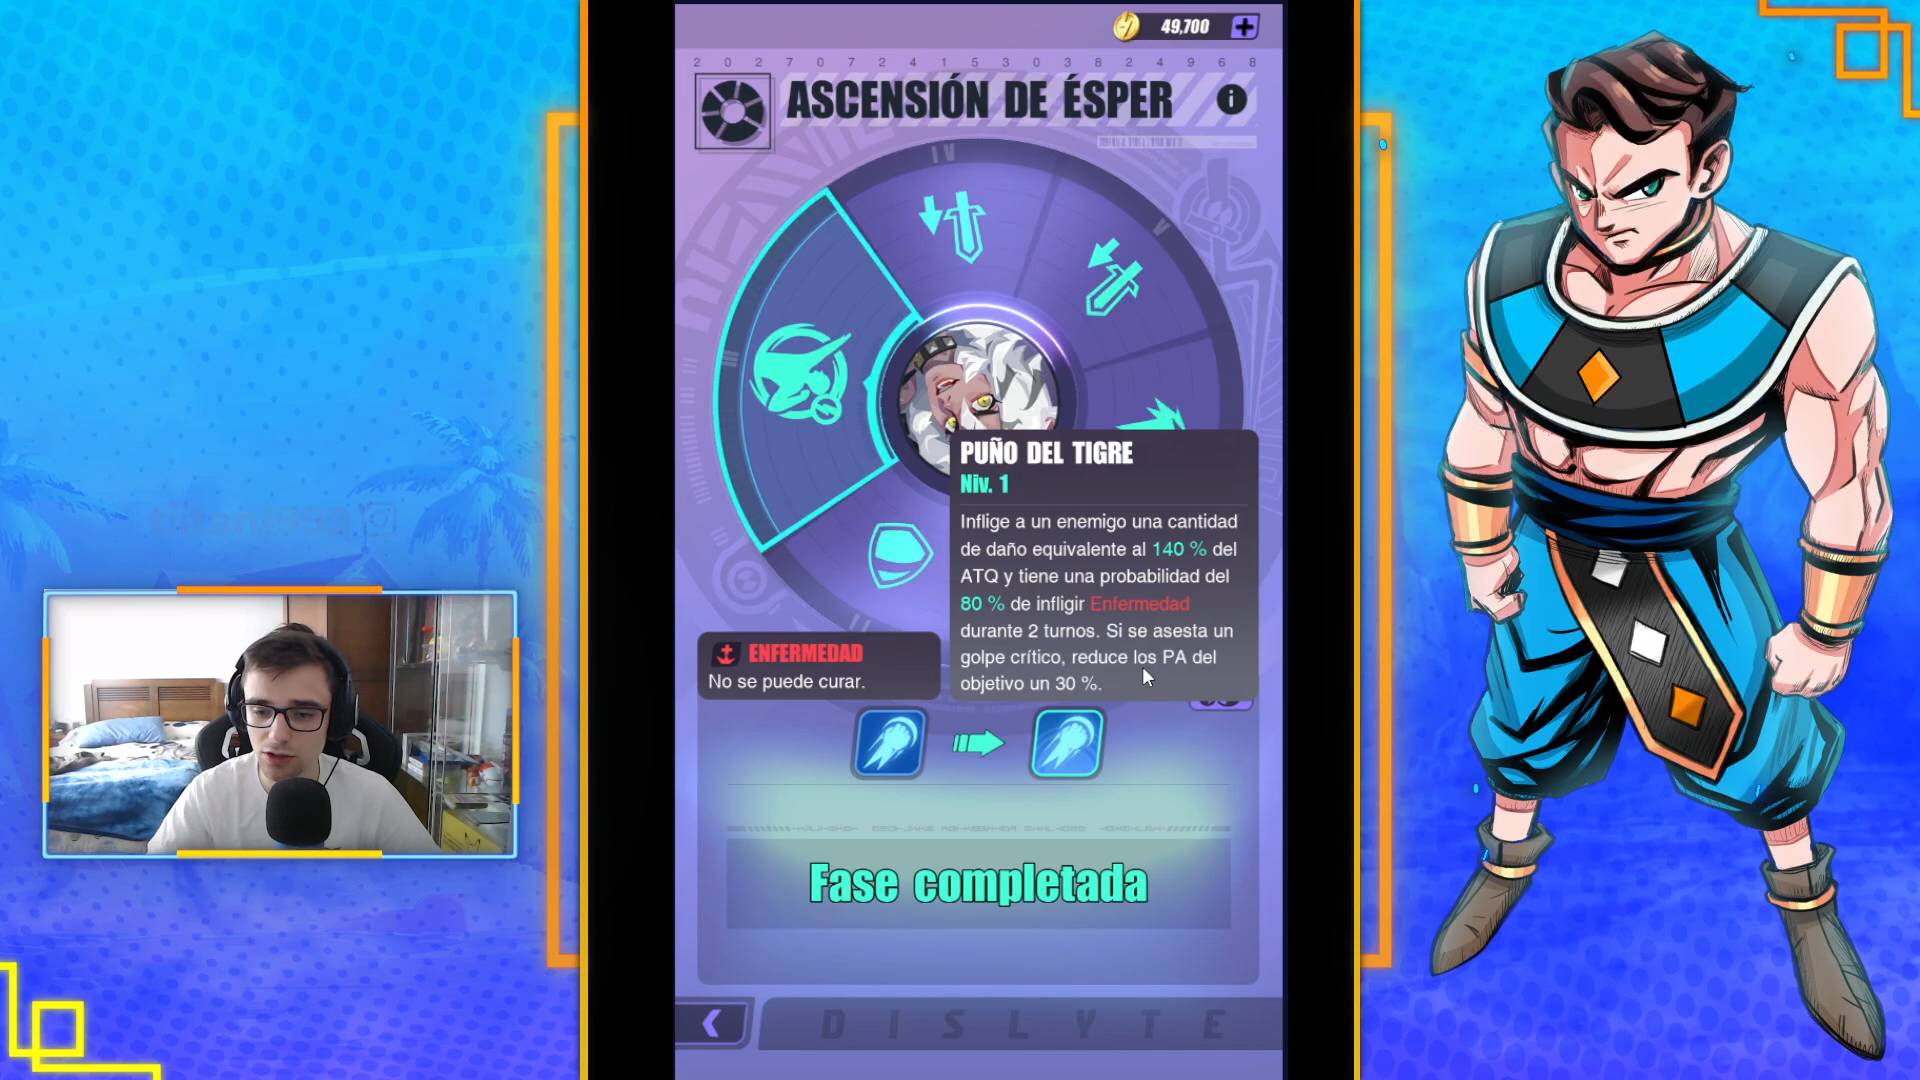 49,700
2 0 2 7 0 7 2 4 1 5 3 0 3 8 2 4 9 6 8
ASCENSIÓN DE ÉSPER
i
IV
V
III
PUÑO DEL TIGRE
Niv. 1
Inflige a un enemigo una cantidad
de daño equivalente al 140 % del
ATQ y tiene una probabilidad del
80 % de infligir Enfermedad
durante 2 turnos. Si se asesta un
golpe crítico, reduce los PA del
objetivo un 30 %.
ENFERMEDAD
No se puede curar.
Fase completada
DISLYTE